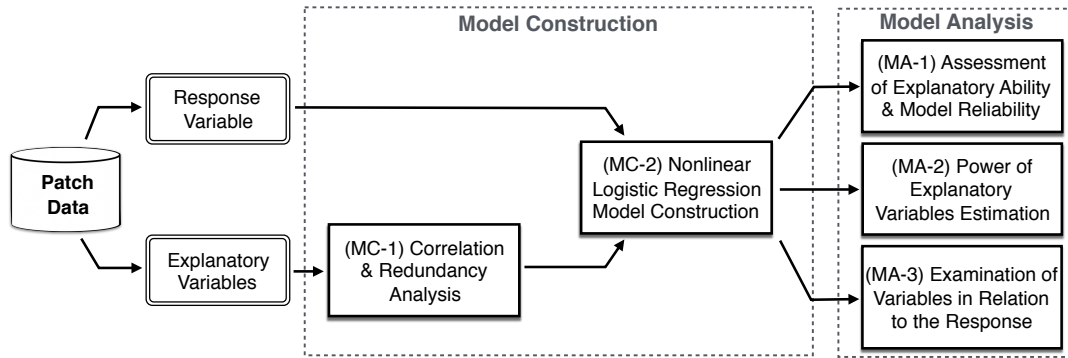 Model Construction
Model Analysis
Patch
Data
Response
Variable
Explanatory
Variables
(MC-1) Correlation
& Redundancy
Analysis
(MC-2) Nonlinear
Logistic Regression
Model Construction
(MA-1) Assessment
of Explanatory Ability
& Model Reliability
(MA-2) Power of
Explanatory
Variables Estimation
(MA-3) Examination of
Variables in Relation
to the Response